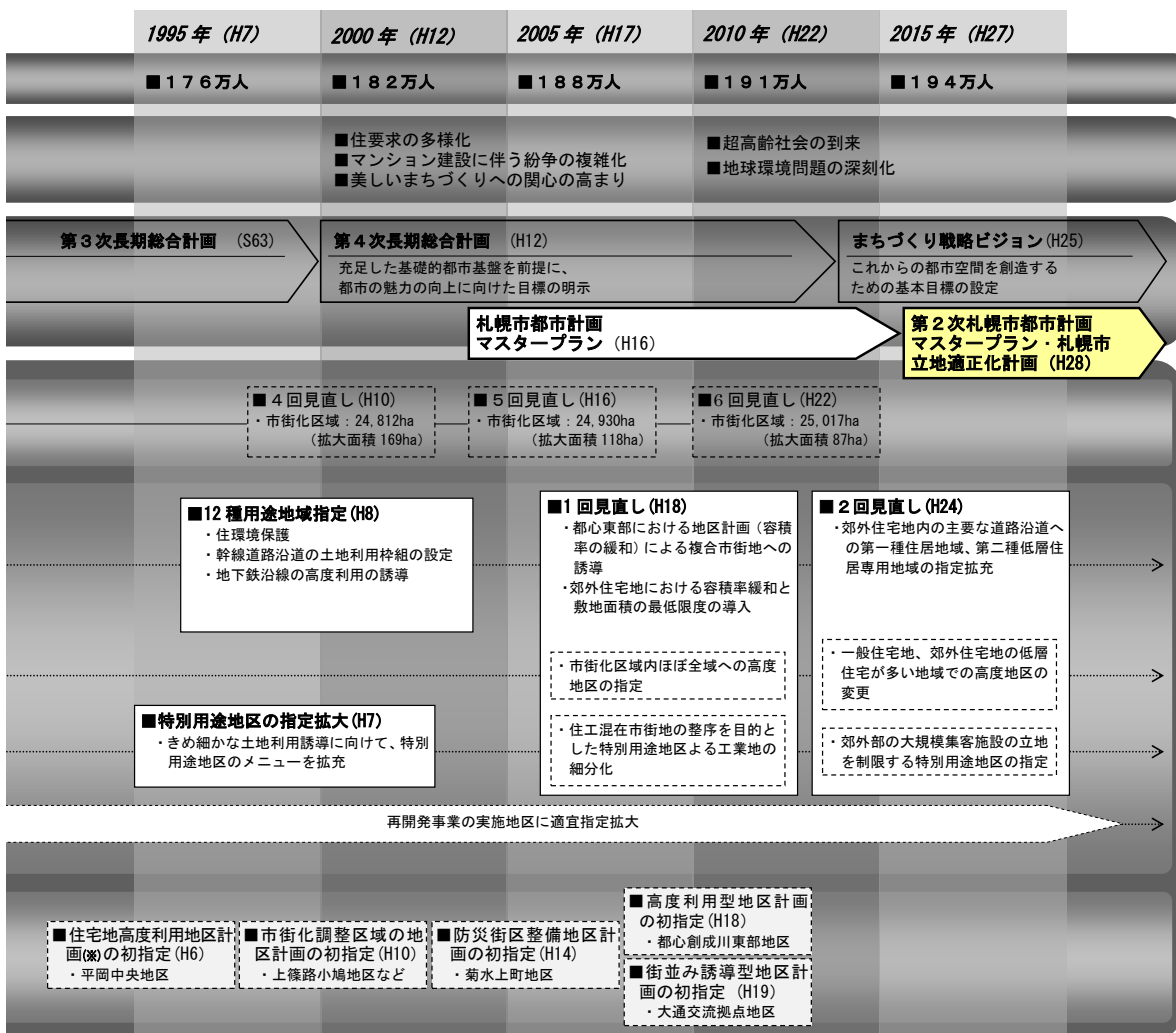 1995年 (H7)
2000年 (H12)
2005年 (H17)
2010年 (H22)
2015年 (H27)
■１７６万人
■１８２万人
■１８８万人
■１９１万人
■１９４万人
■住要求の多様化
■マンション建設に伴う紛争の複雑化
■美しいまちづくりへの関心の高まり
■超高齢社会の到来
■地球環境問題の深刻化
第３次長期総合計画 (S63)
第４次長期総合計画 (H12)
充足した基礎的都市基盤を前提に、
都市の魅力の向上に向けた目標の明示
まちづくり戦略ビジョン(H25)
これからの都市空間を創造する
ための基本目標の設定
札幌市都市計画
マスタープラン (H16)
第２次札幌市都市計画
マスタープラン・札幌市
立地適正化計画 (H28)
■４回見直し(H10)
・市街化区域：24,812ha
（拡大面積 169ha）
■５回見直し(H16)
・市街化区域：24,930ha
（拡大面積 118ha）
■６回見直し(H22)
・市街化区域：25,017ha
（拡大面積 87ha）
■12 種用途地域指定(H8)
・住環境保護
・幹線道路沿道の土地利用枠組の設定
・地下鉄沿線の高度利用の誘導
■特別用途地区の指定拡大(H7)
・きめ細かな土地利用誘導に向けて、特別
用途地区のメニューを拡充
■1 回見直し(H18)
・都心東部における地区計画（容積
率の緩和）による複合市街地への
誘導
・郊外住宅地における容積率緩和と
敷地面積の最低限度の導入
・市街化区域内ほぼ全域への高度
地区の指定
・住工混在市街地の整序を目的と
した特別用途地区よる工業地の
細分化
■２回見直し(H24)
・郊外住宅地内の主要な道路沿道へ
の第一種住居地域、第二種低層住
居専用地域の指定拡充
・一般住宅地、郊外住宅地の低層
住宅が多い地域での高度地区の
変更
・郊外部の大規模集客施設の立地
を制限する特別用途地区の指定
再開発事業の実施地区に適宜指定拡大
■住宅地高度利用地区計
画(※)の初指定(H6)
・平岡中央地区
■市街化調整区域の地
区計画の初指定(H10)
・上篠路小鳩地区など
■防災街区整備地区計
画の初指定(H14)
・菊水上町地区
■高度利用型地区計画
の初指定(H18)
・都心創成川東部地区
■街並み誘導型地区計
画の初指定 (H19)
・大通交流拠点地区